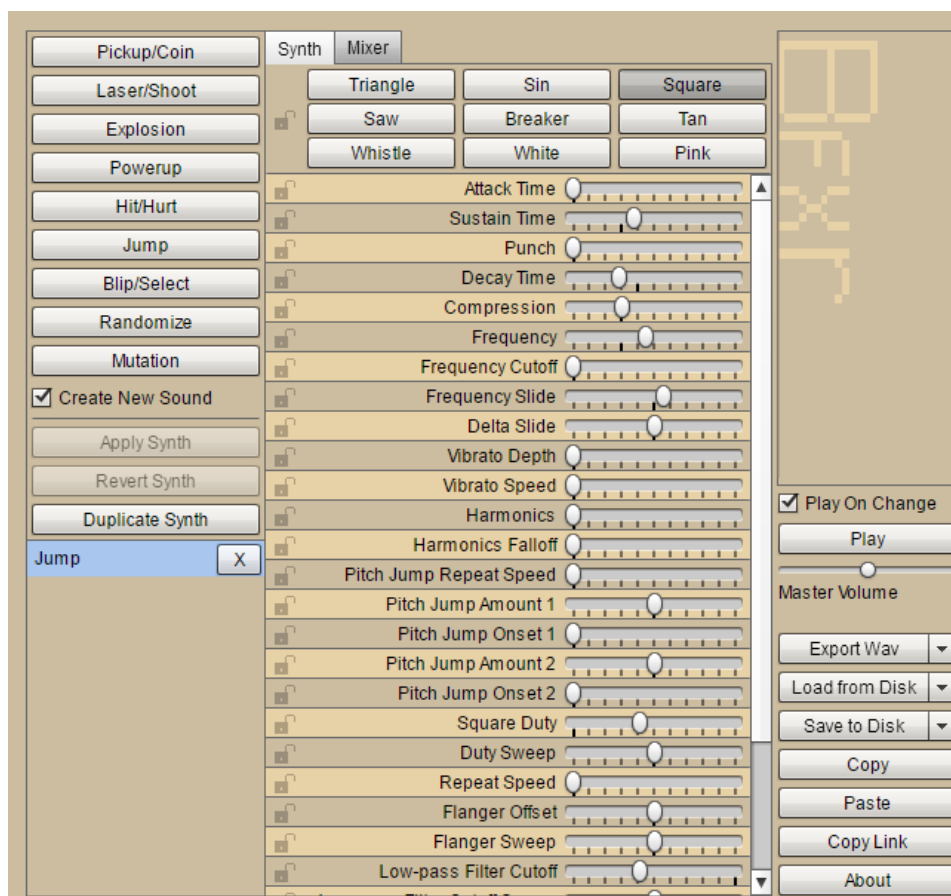 Pickup/Coin
Laser/Shoot
Explosion
Powerup
Hit/Hurt
Jump
Blip/Select
Randomize
Mutation
Create New Sound
Apply Synth
Revert Synth
Duplicate Synth
Jump X
Synth Mixer
Triangle Sin Square
Saw Breaker Tan
Whistle White Pink
Attack Time
Sustain Time
Punch
Decay Time
Compression
Frequency
Frequency Cutoff
Frequency Slide
Delta Slide
Vibrato Depth
Vibrato Speed
Harmonics
Harmonics Falloff
Pitch Jump Repeat Speed
Pitch Jump Amount 1
Pitch Jump Onset 1
Pitch Jump Amount 2
Pitch Jump Onset 2
Square Duty
Duty Sweep
Repeat Speed
Flanger Offset
Flanger Sweep
Low-pass Filter Cutoff
Bfxr
Play On Change
Play
Master Volume
Export Wav
Load from Disk
Save to Disk
Copy
Paste
Copy Link
About